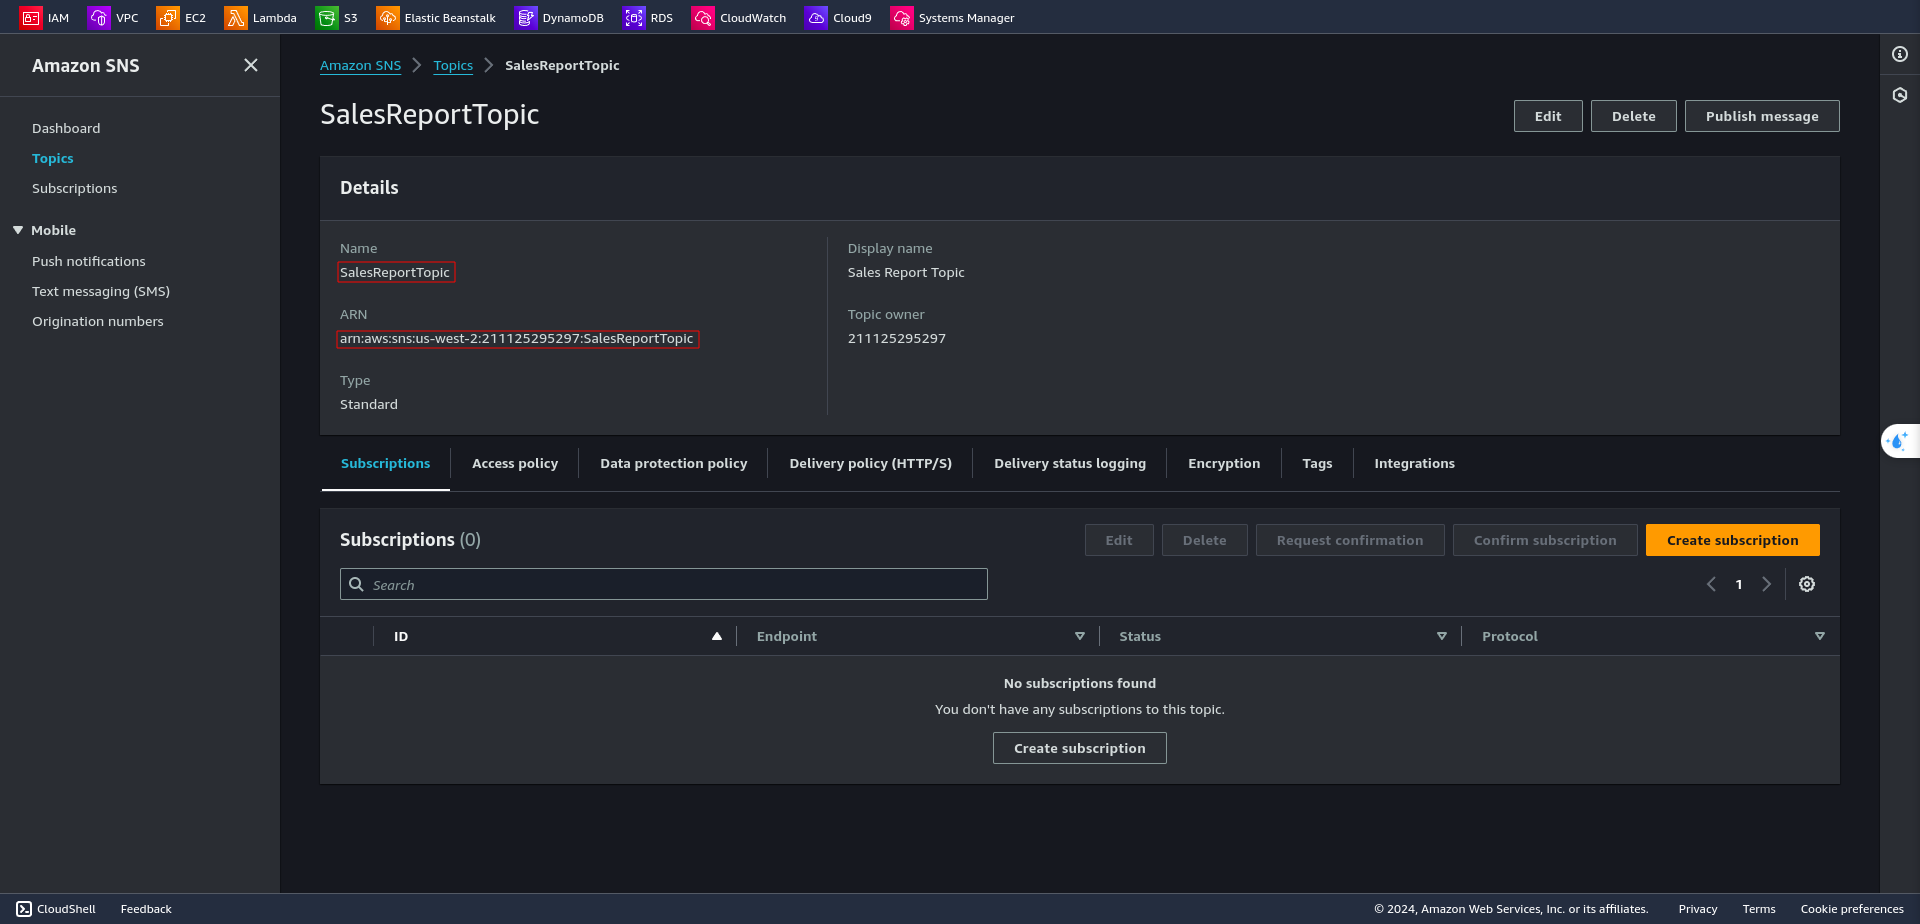 IAM VPC EC2 Lambda S3 Elastic Beanstalk DynamoDB RDS CloudWatch Cloud9 Systems Manager
Amazon SNS
Dashboard
Topics
Subscriptions
Mobile
Push notifications
Text messaging (SMS)
Origination numbers
Amazon SNS Topics SalesReportTopic
SalesReportTopic
Edit Delete Publish message
Details
Name
SalesReportTopic
ARN
arn:aws:sns:us-west-2:211125295297:SalesReportTopic
Type
Standard
Display name
Sales Report Topic
Topic owner
211125295297
Subscriptions Access policy Data protection policy Delivery policy (HTTP/S) Delivery status logging Encryption Tags Integrations
Subscriptions (0)
Edit Delete Request confirmation Confirm subscription Create subscription
Search
1
ID Endpoint Status Protocol
No subscriptions found
You don't have any subscriptions to this topic.
Create subscription
CloudShell Feedback © 2024, Amazon Web Services, Inc. or its affiliates. Privacy Terms Cookie preferences